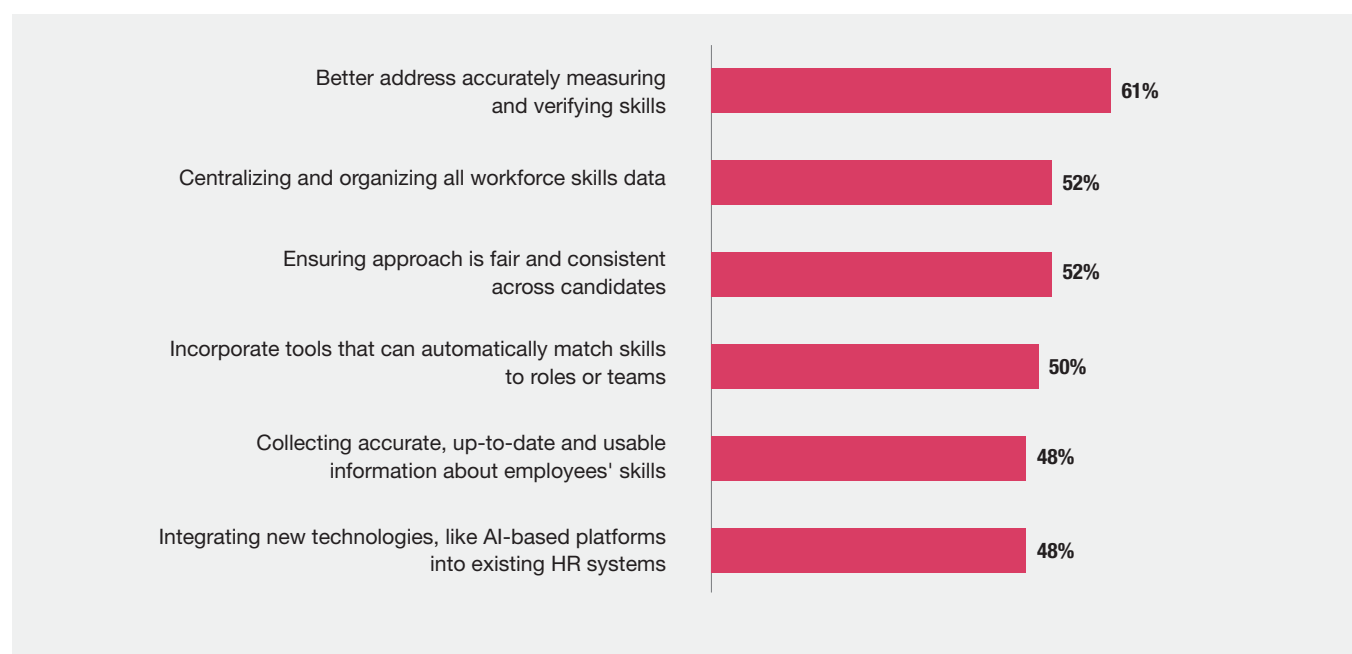 Better address accurately measuring
and verifying skills
61%
Centralizing and organizing all workforce skills data
52%
Ensuring approach is fair and consistent
across candidates
52%
Incorporate tools that can automatically match skills
to roles or teams
50%
Collecting accurate, up-to-date and usable
information about employees' skills
48%
Integrating new technologies, like AI-based platforms
into existing HR systems
48%